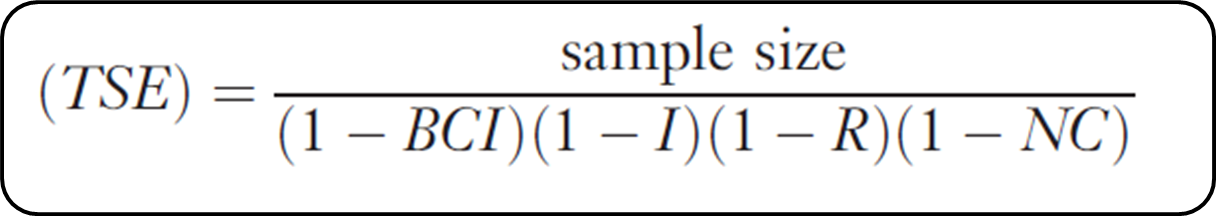 (TSE) = sample size
(1 − BCI)(1 − I)(1 − R)(1 − NC)